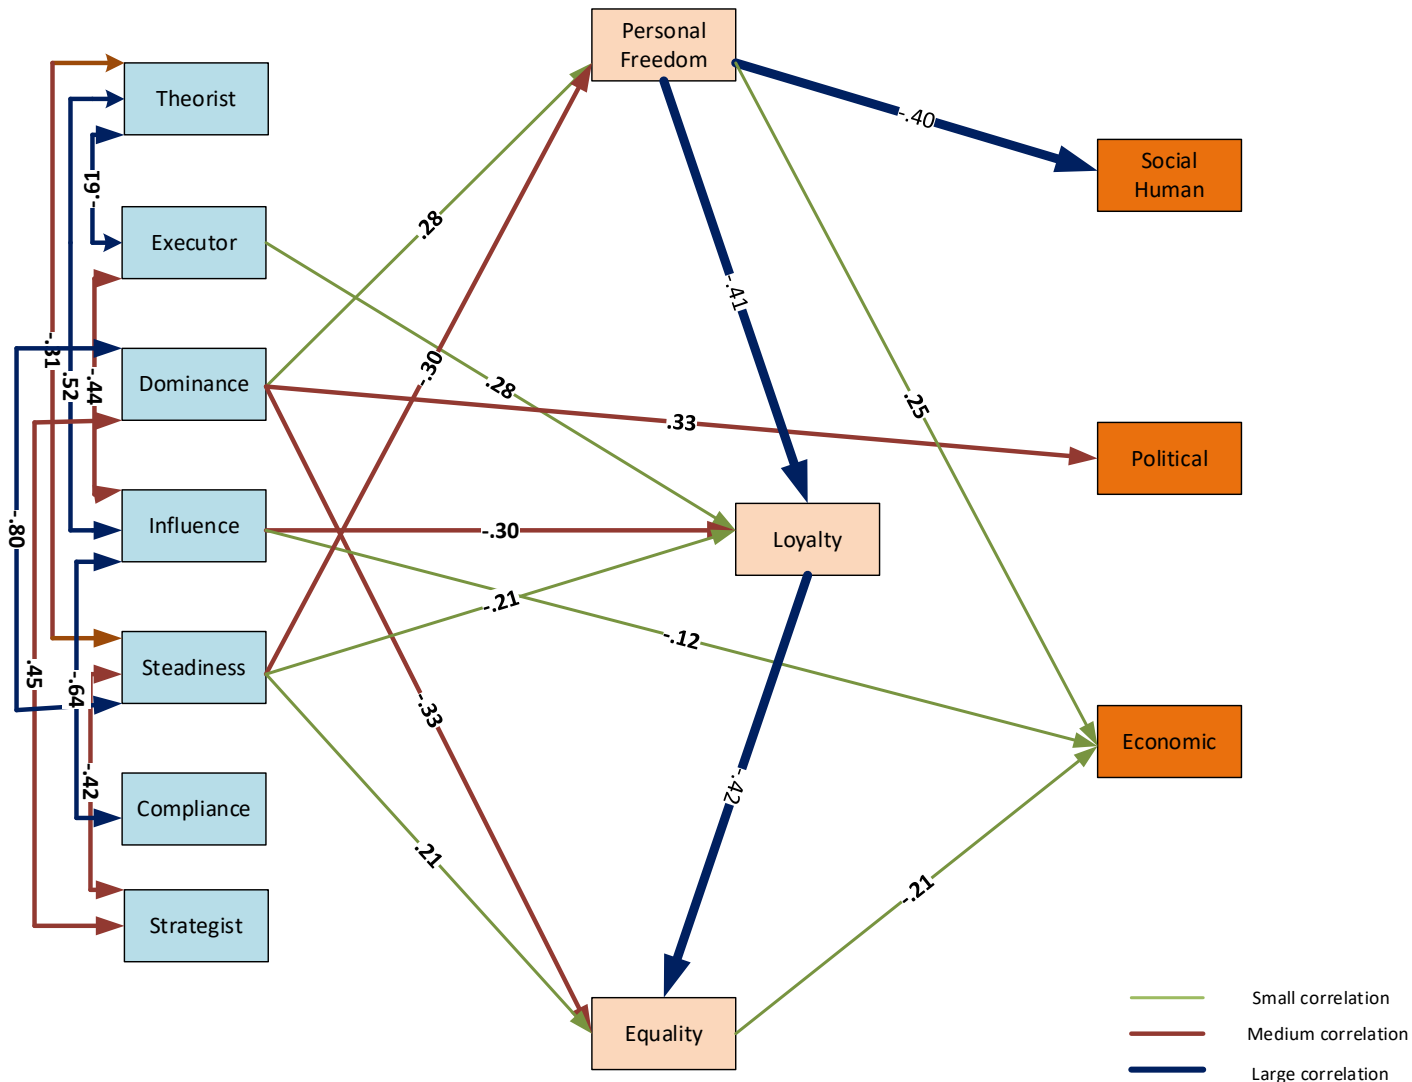 Personal
Freedom
Theorist
-.40
Social
Human
-.61
Executor
.28
-.41
-.31
.52
-.44
Dominance
-.30
.28
.25
.33
Political
-.80
Influence
-.30
Loyalty
-.21
-.12
Steadiness
.45
-.64
-.33
Economic
-.42
-.42
Compliance
.21
-.21
Strategist
Equality
Small correlation
Medium correlation
Large correlation